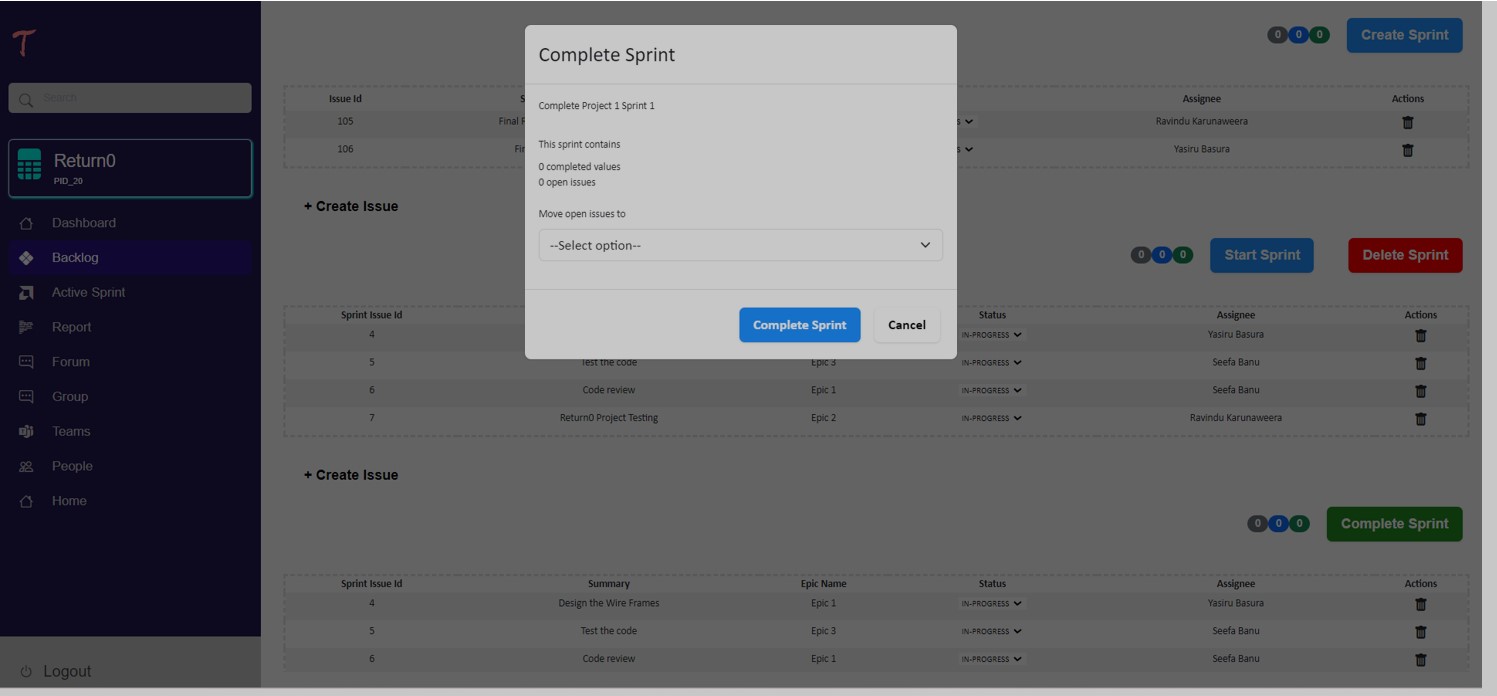 T
Search
Return0
PID_20
Dashboard
Backlog
Active Sprint
Report
Forum
Group
Teams
People
Home
Logout
0 0 0 Create Sprint
Issue Id Assignee Actions
105 Ravindu Karunaweera
106 Yasiru Basura
+ Create Issue
0 0 0 Start Sprint Delete Sprint
Sprint Issue Id Status Assignee Actions
4 IN-PROGRESS Yasiru Basura
5 Test the code Epic 3 IN-PROGRESS Seefa Banu
6 Code review Epic 1 IN-PROGRESS Seefa Banu
7 Return0 Project Testing Epic 2 IN-PROGRESS Ravindu Karunaweera
+ Create Issue
0 0 0 Complete Sprint
Sprint Issue Id Summary Epic Name Status Assignee Actions
4 Design the Wire Frames Epic 1 IN-PROGRESS Yasiru Basura
5 Test the code Epic 3 IN-PROGRESS Seefa Banu
6 Code review Epic 1 IN-PROGRESS Seefa Banu
Complete Sprint
Complete Project 1 Sprint 1
This sprint contains
0 completed values
0 open issues
Move open issues to
--Select option--
Complete Sprint Cancel